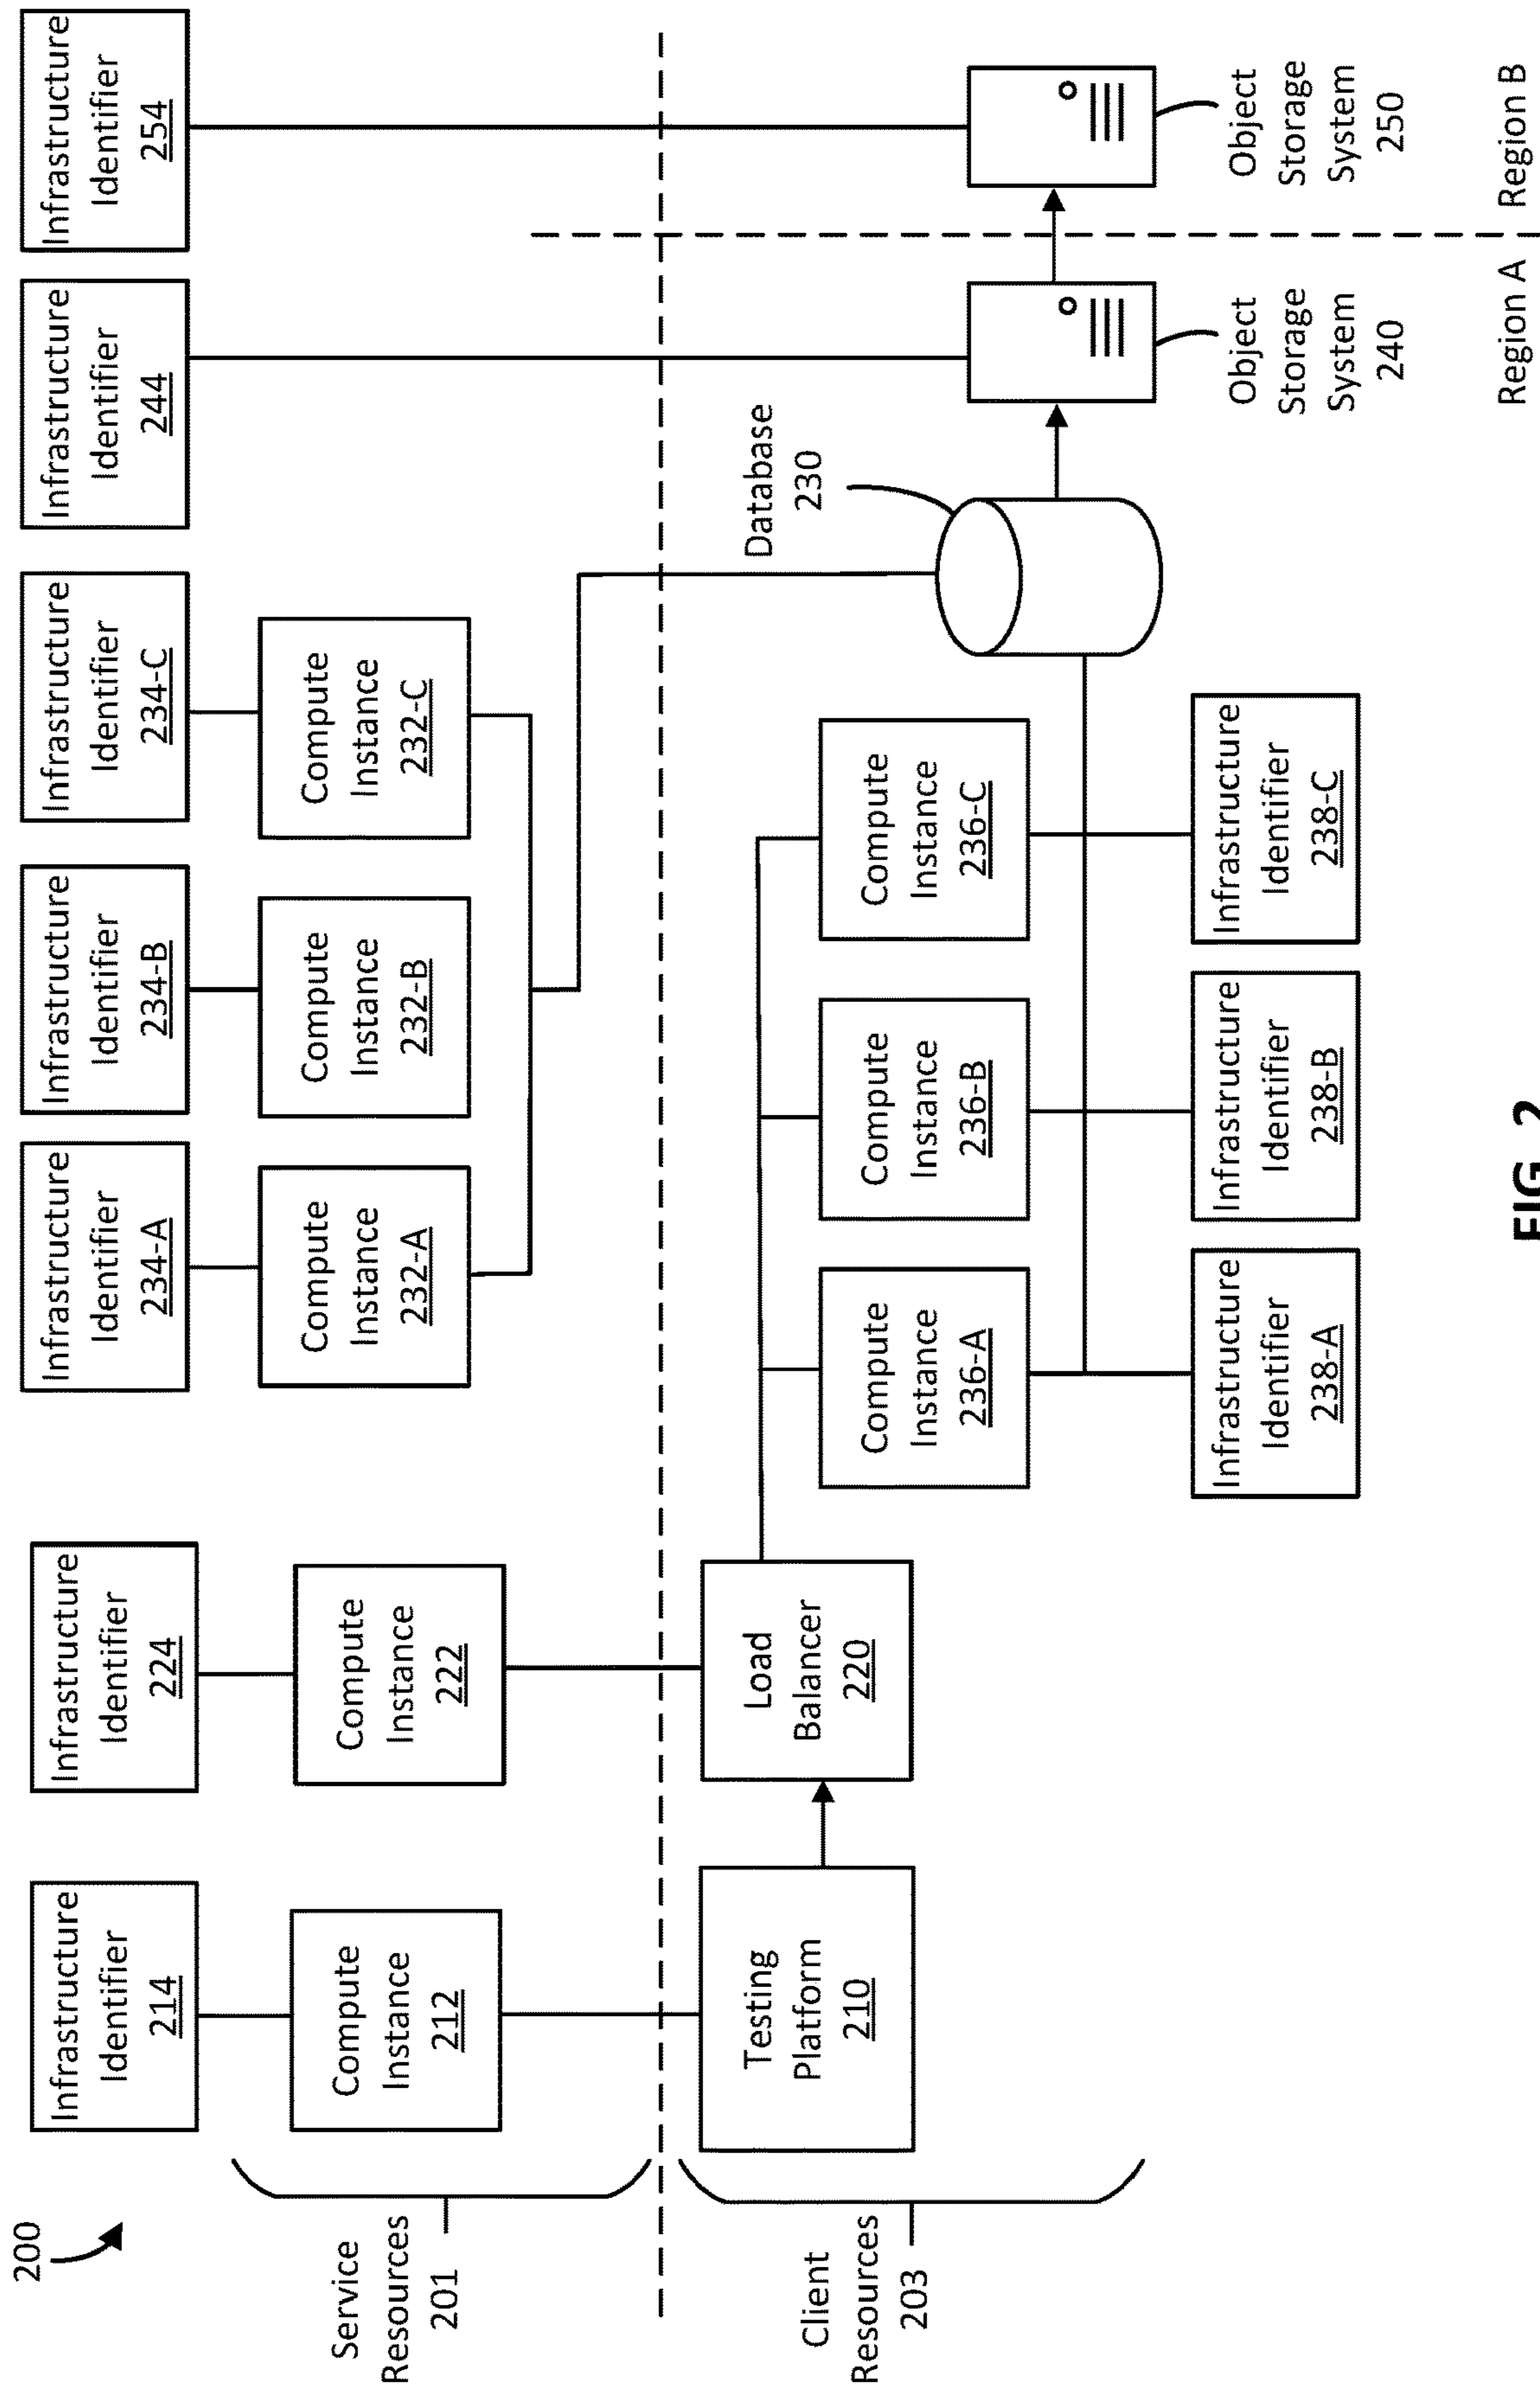 200
Service
Resources
201
Client
Resources
203
Infrastructure
Identifier
214
Infrastructure
Identifier
224
Infrastructure
Identifier
234-A
Infrastructure
Identifier
234-B
Infrastructure
Identifier
234-C
Infrastructure
Identifier
244
Infrastructure
Identifier
254
Compute
Instance
212
Compute
Instance
222
Compute
Instance
232-A
Compute
Instance
232-B
Compute
Instance
232-C
Testing
Platform
210
Load
Balancer
220
Database
230
Compute
Instance
236-A
Compute
Instance
236-B
Compute
Instance
236-C
Infrastructure
Identifier
238-A
Infrastructure
Identifier
238-B
Infrastructure
Identifier
238-C
Object
Storage
System
240
Object
Storage
System
250
Region A
Region B
FIG. 2